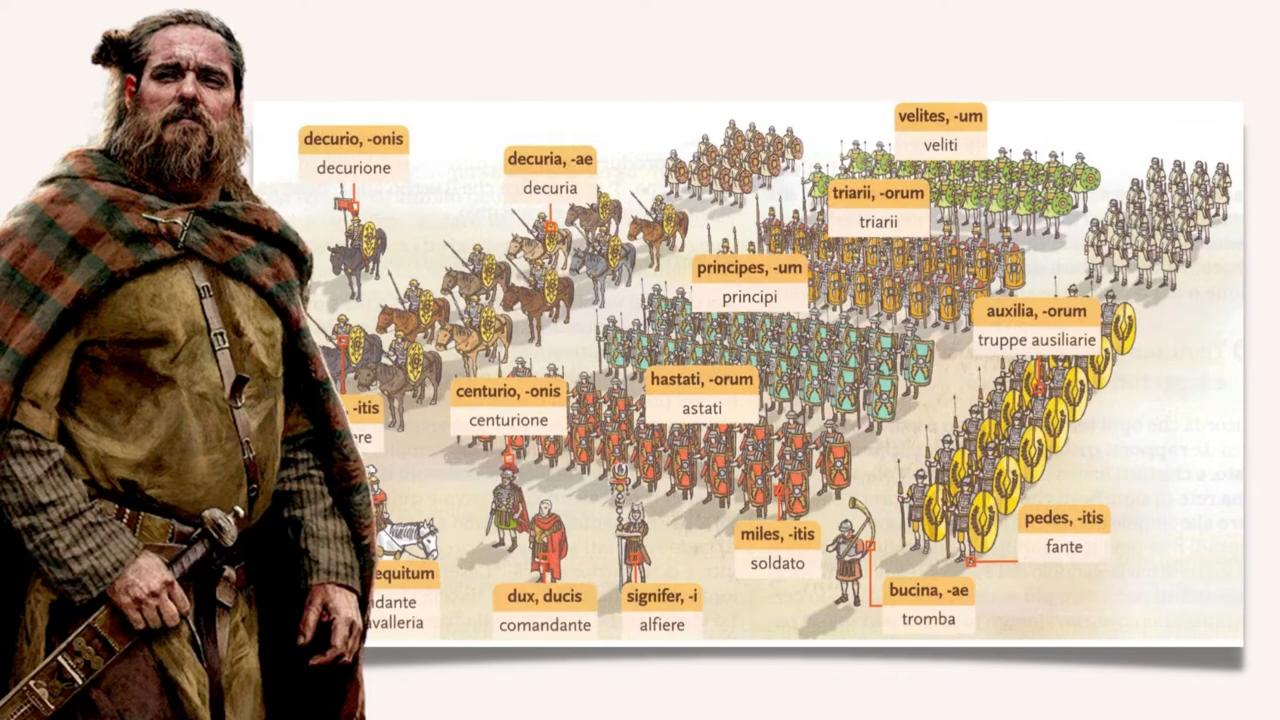 decurio, -onis
decurione
decuria, -ae
decuria
velites, -um
veliti
triarii, -orum
triarii
principes, -um
principi
auxilia, -orum
truppe ausiliarie
hastati, -orum
astati
centurio, -onis
centurione
-itis
miles, -itis
soldato
pedes, -itis
fante
equitum
bucina, -ae
tromba
dux, ducis
comandante
signifer, -i
alfiere